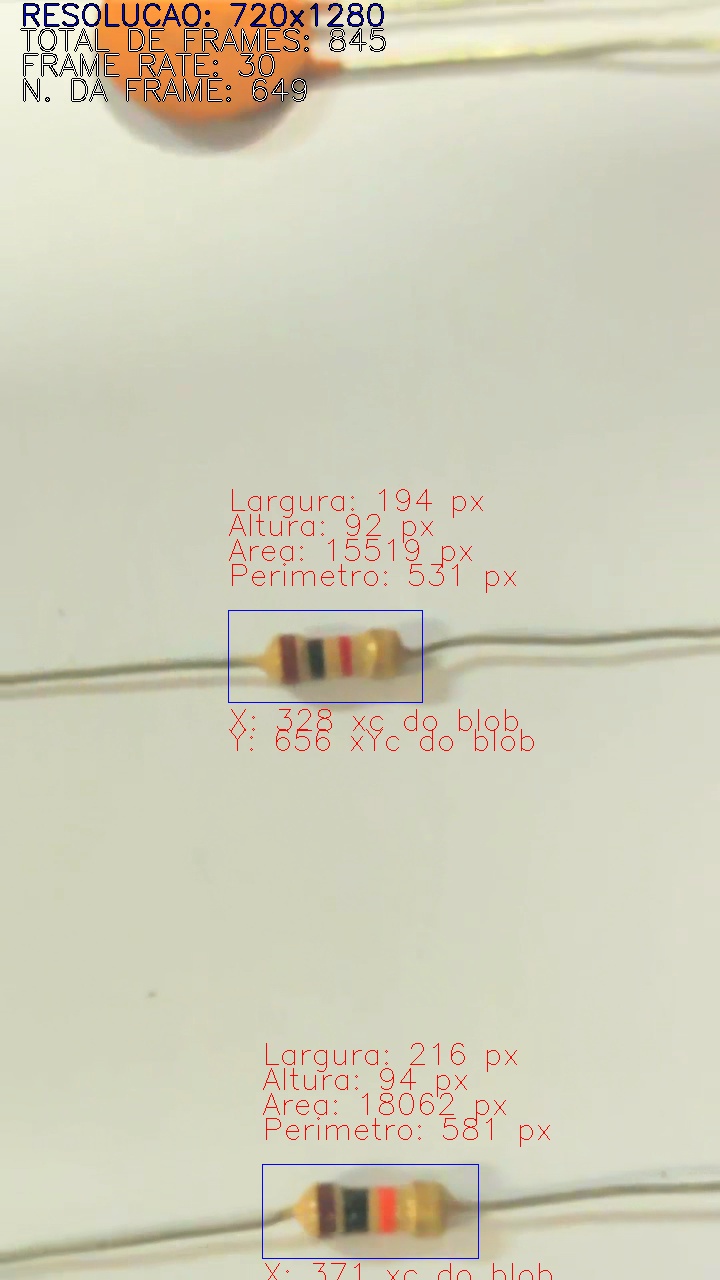 RESOLUCAO: 720x1280
TOTAL DE FRAMES: 845
FRAME RATE: 30
N. DA FRAME: 649
Largura: 194 px
Altura: 92 px
Area: 15519 px
Perimetro: 531 px
X: 328 xc do blob
Y: 656 xYc do blob
Largura: 216 px
Altura: 94 px
Area: 18062 px
Perimetro: 581 px
X: 371 xc do blob